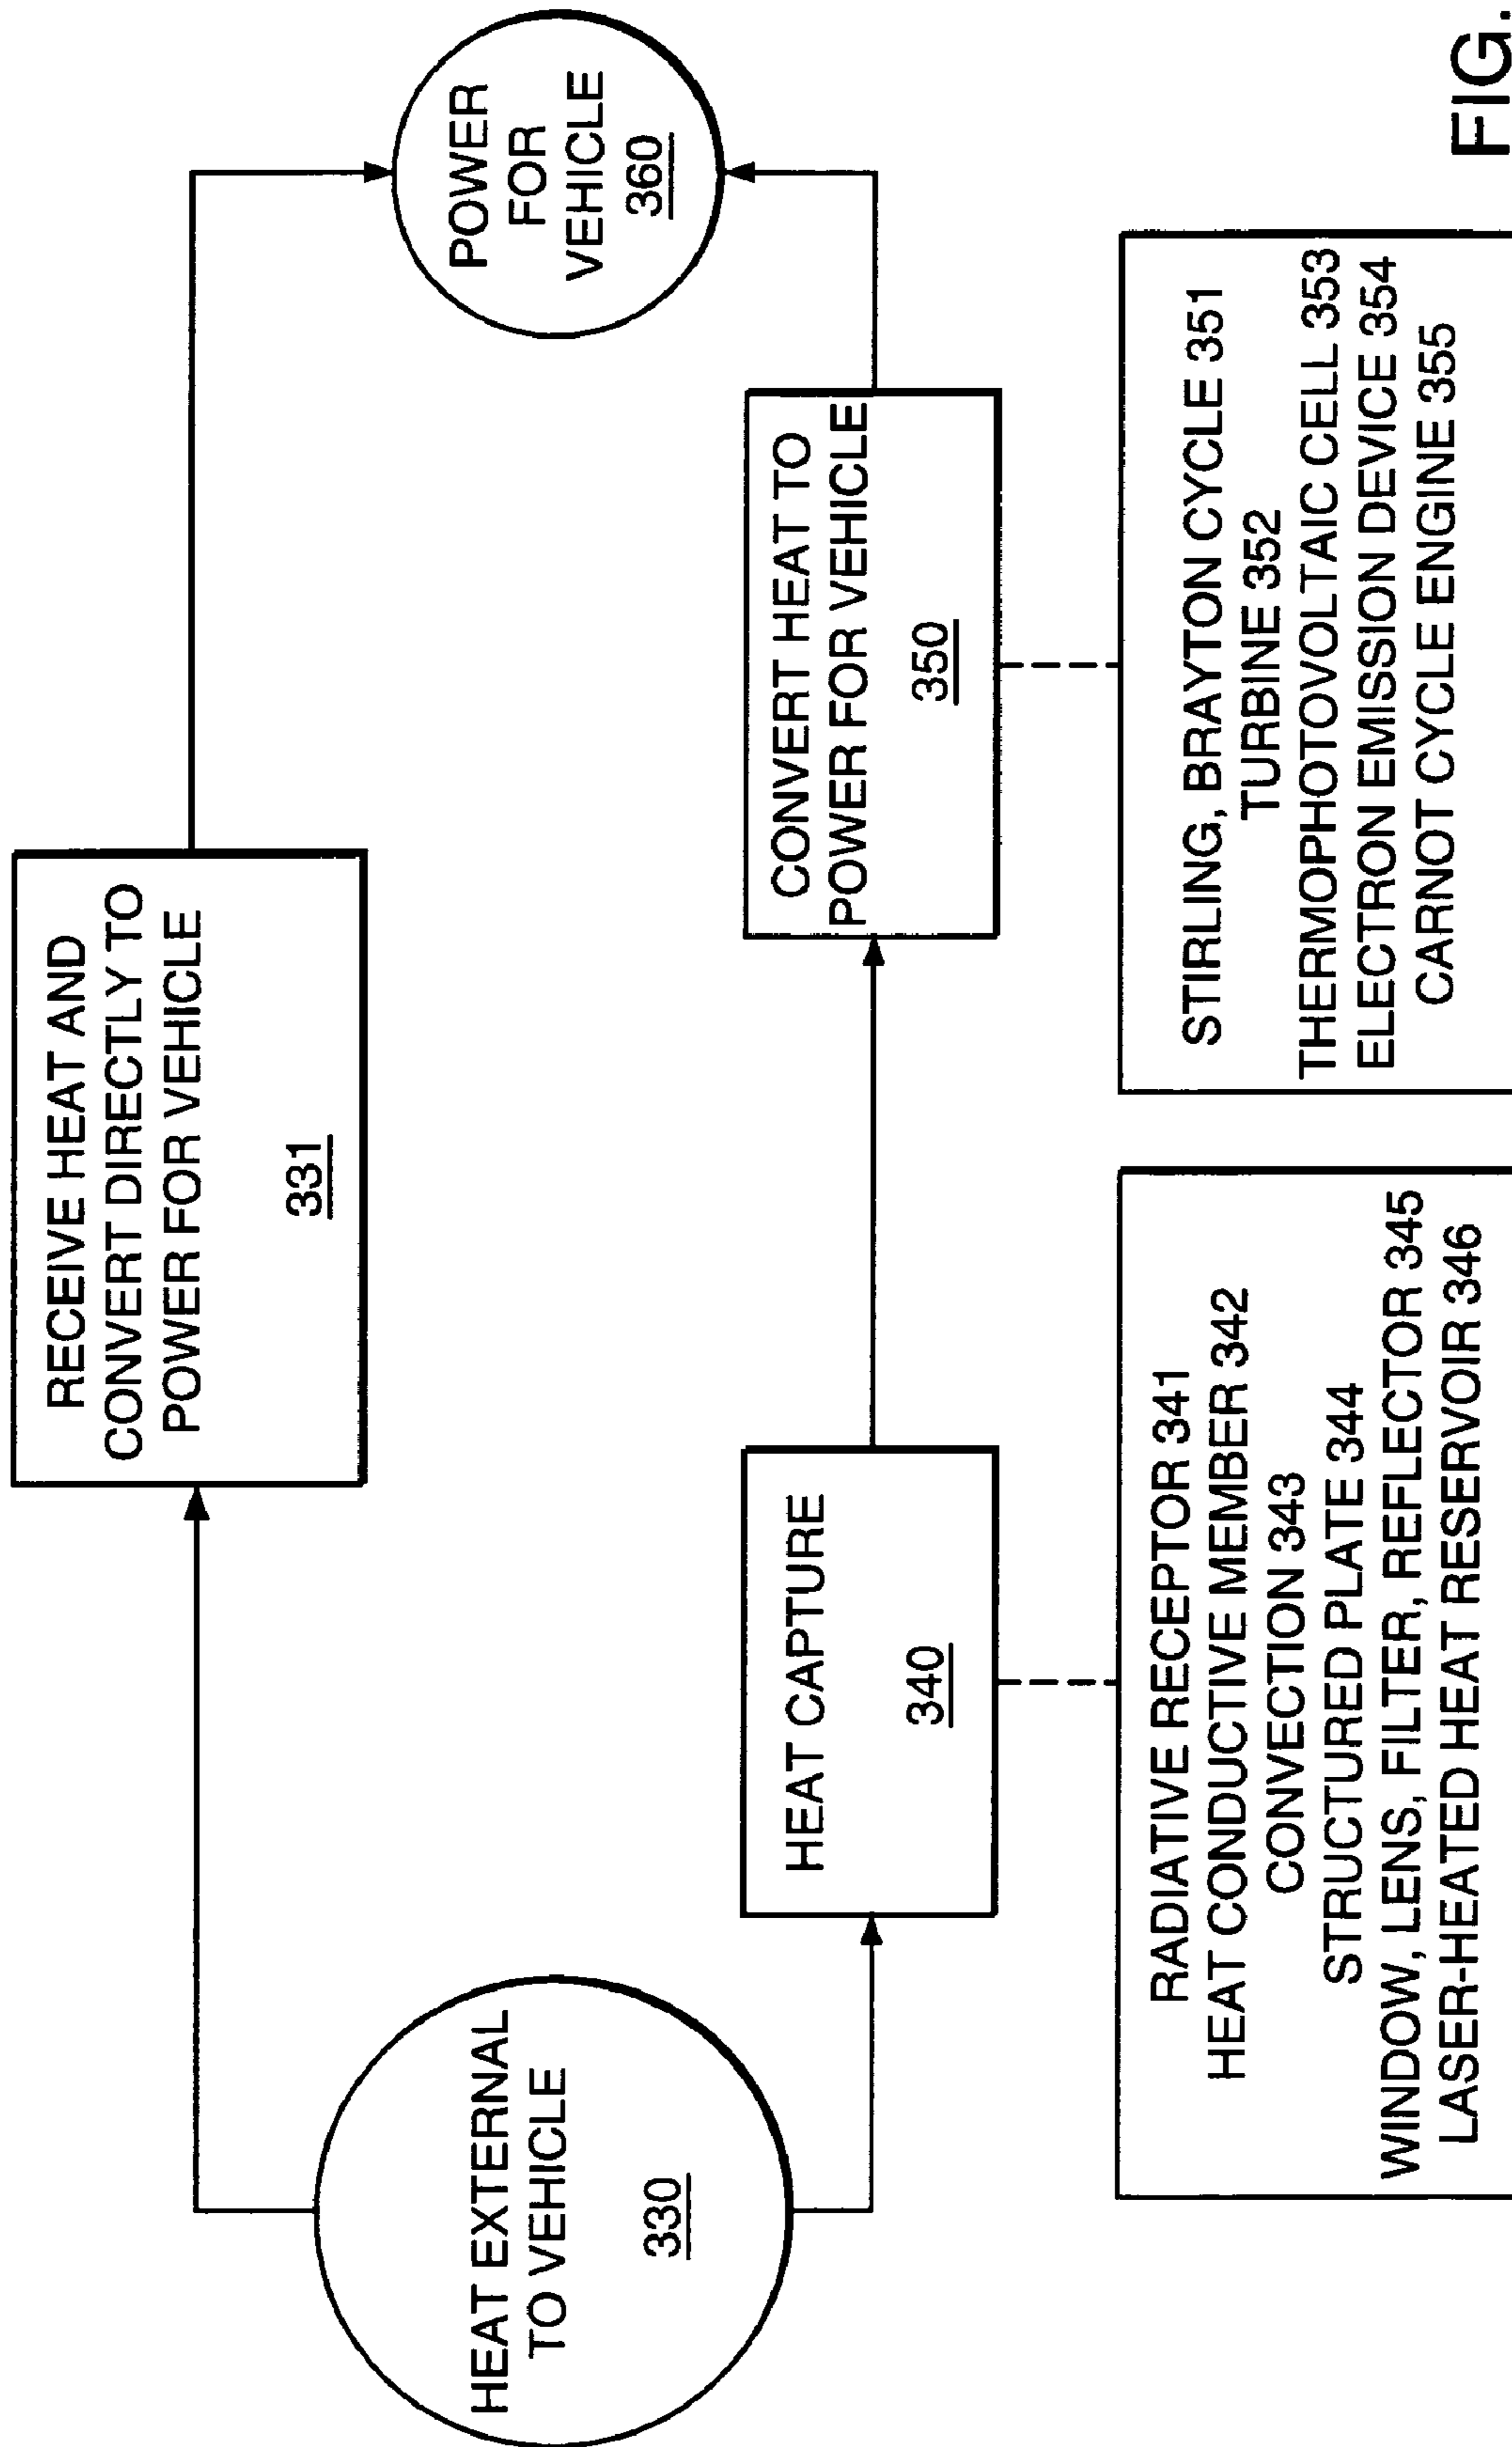 RECEIVE HEAT AND
CONVERT DIRECTLY TO
POWER FOR VEHICLE
331
HEAT EXTERNAL
TO VEHICLE
330
POWER
FOR
VEHICLE
360
HEAT CAPTURE
340
CONVERT HEAT TO
POWER FOR VEHICLE
350
RADIATIVE RECEPTOR 341
HEAT CONDUCTIVE MEMBER 342
CONVECTION 343
STRUCTURED PLATE 344
WINDOW, LENS, FILTER, REFLECTOR 345
LASER-HEATED HEAT RESERVOIR 346
STIRLING, BRAYTON CYCLE 351
TURBINE 352
THERMOPHOTOVOLTAIC CELL 353
ELECTRON EMISSION DEVICE 354
CARNOT CYCLE ENGINE 355
FIG.